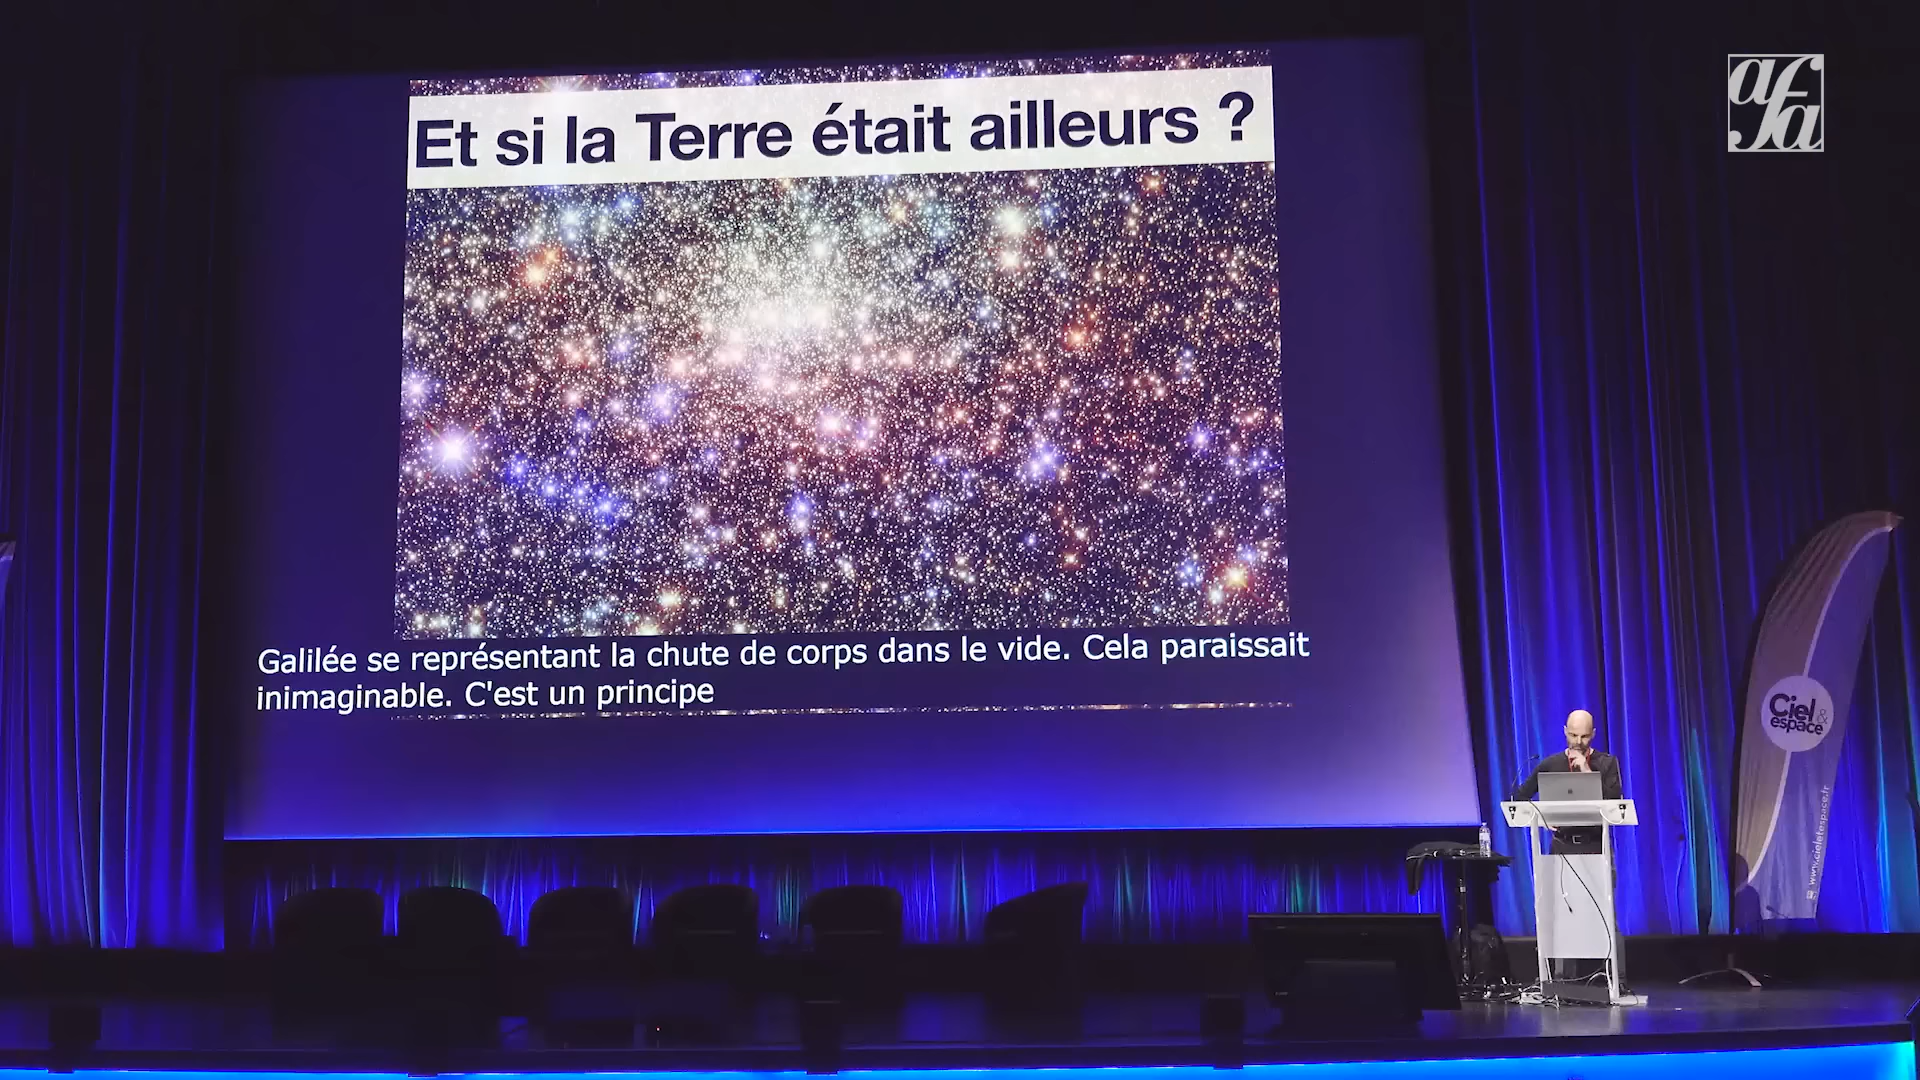 afa
Et si la Terre était ailleurs ?
Galilée se représentant la chute de corps dans le vide. Cela paraissait
inimaginable. C'est un principe
Ciel &
espace
www.cieletespace.fr